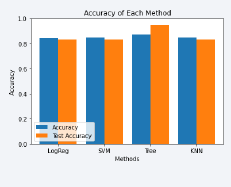 Accuracy of Each Method
1.0
0.8
0.6
0.4
0.2
0.0
Accuracy
Accuracy
Test Accuracy
LogReg SVM Tree KNN
Methods